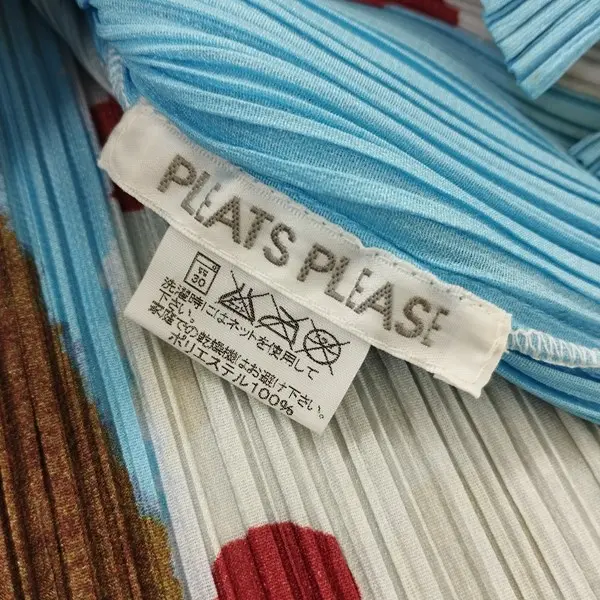 PLEATS PLEASE
弱 30
洗濯時にはネットを使用して
下さい。
家庭での乾燥機はお避け下さい。
ポリエステル100%